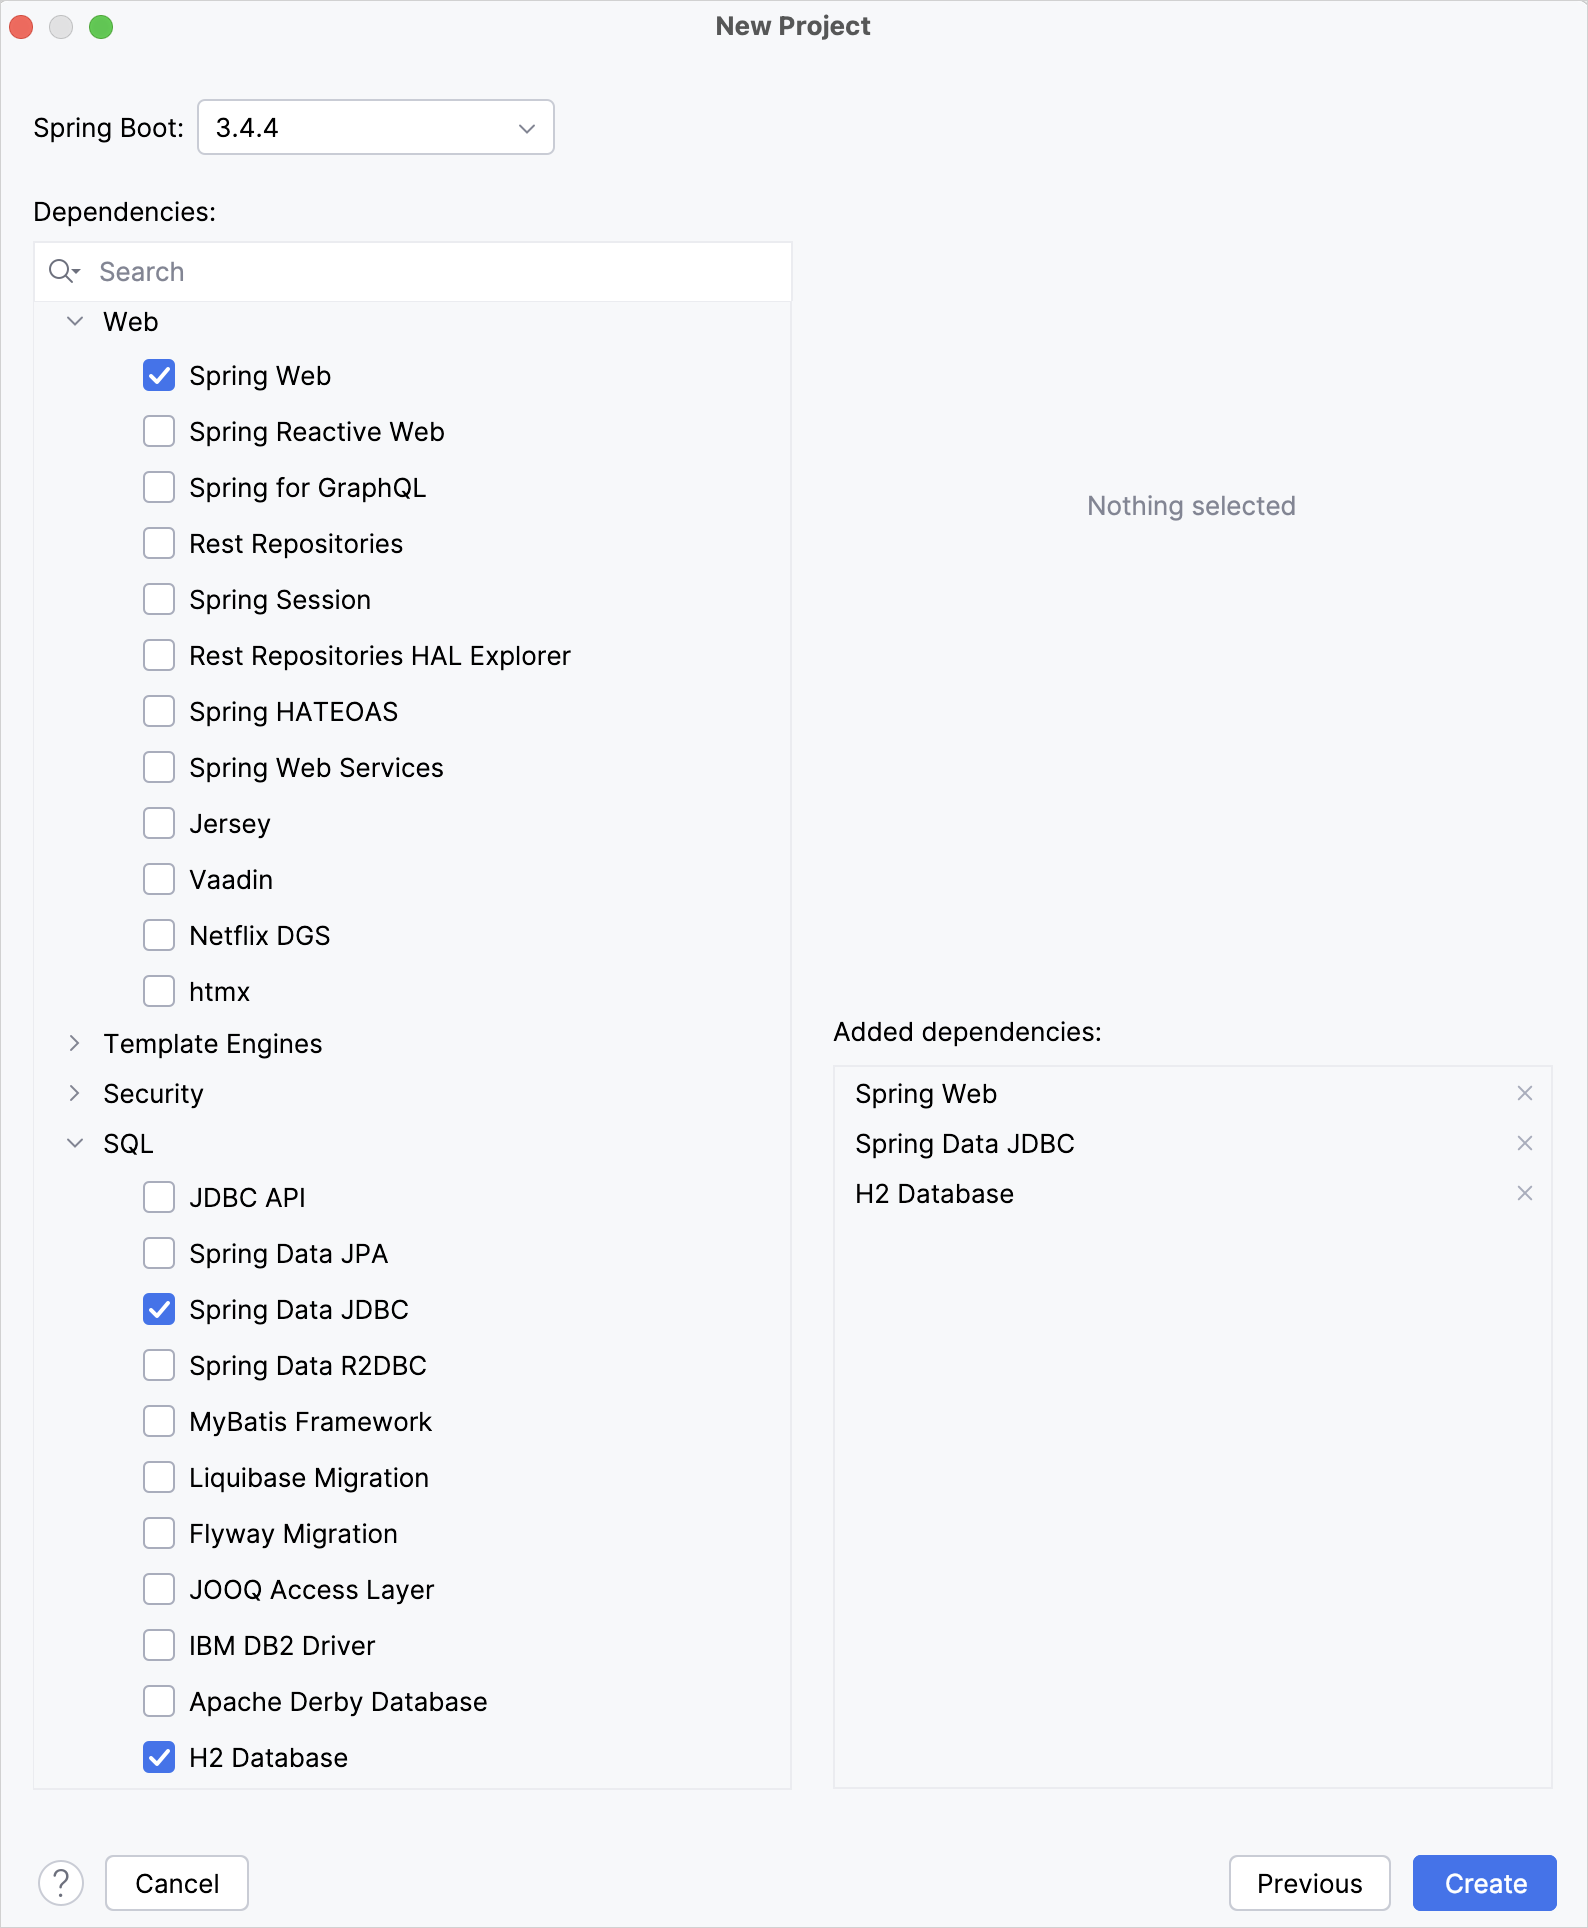 New Project
Spring Boot: 3.4.4
Dependencies:
Search
Web
Spring Web
Spring Reactive Web
Spring for GraphQL
Rest Repositories
Spring Session
Rest Repositories HAL Explorer
Spring HATEOAS
Spring Web Services
Jersey
Vaadin
Netflix DGS
htmx
Template Engines
Security
SQL
JDBC API
Spring Data JPA
Spring Data JDBC
Spring Data R2DBC
MyBatis Framework
Liquibase Migration
Flyway Migration
JOOQ Access Layer
IBM DB2 Driver
Apache Derby Database
H2 Database
Nothing selected
Added dependencies:
Spring Web
Spring Data JDBC
H2 Database
? Cancel Previous Create